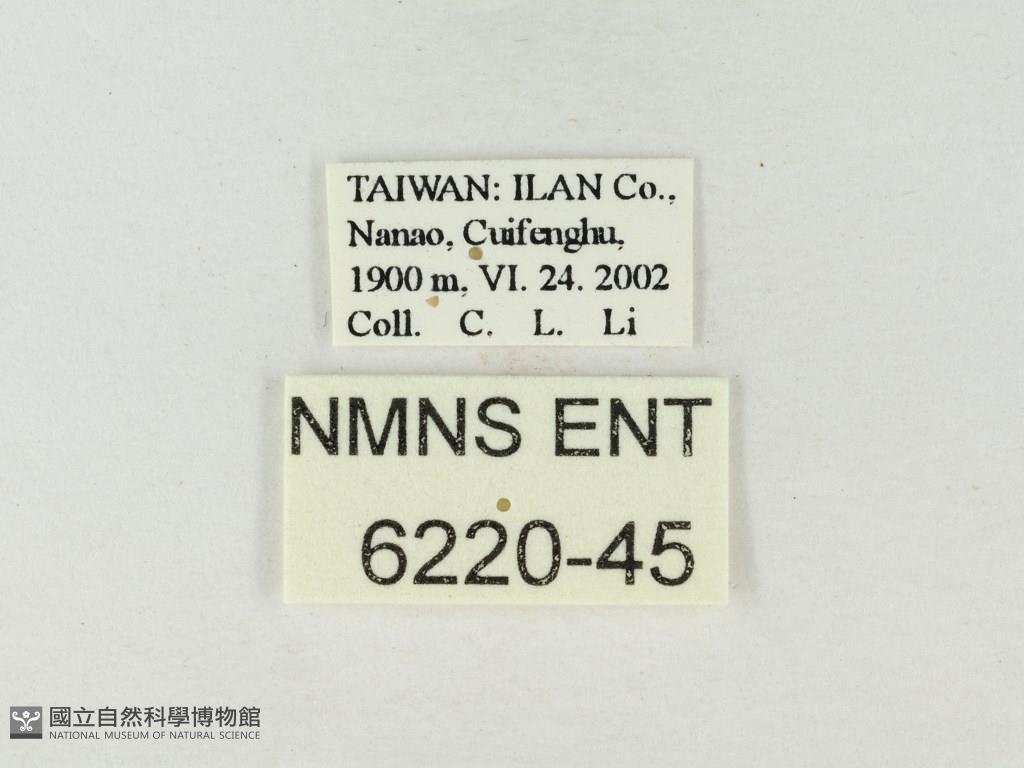 TAIWAN: ILAN Co.,
Nanao, Cuifenghu,
1900 m, VI. 24. 2002
Coll. C. L. Li
NMNS ENT
6220-45
國立自然科學博物館
NATIONAL MUSEUM OF NATURAL SCIENCE